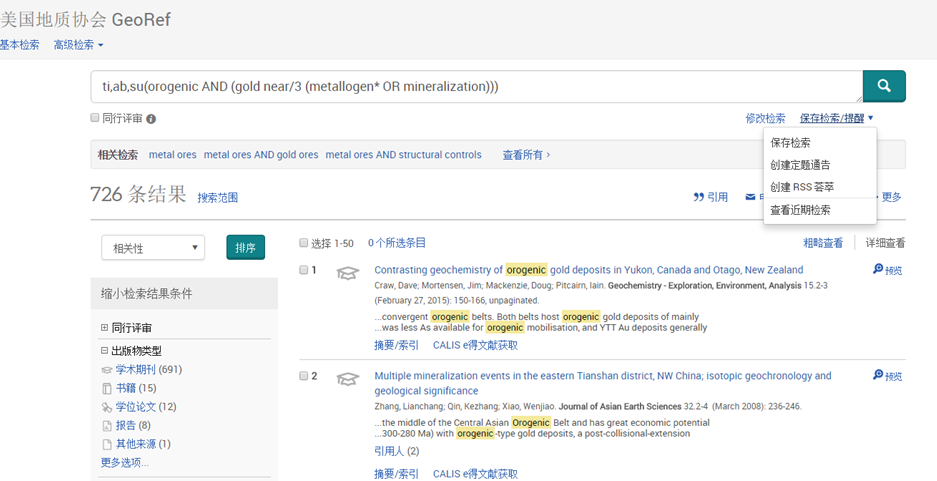 美国地质协会 GeoRef
基本检索 高级检索
ti,ab,su(orogenic AND (gold near/3 (metallogen* OR mineralization)))
同行评审
修改检索 保存检索/提醒
保存检索
创建定题通告
创建 RSS 荟萃
查看近期检索
相关检索 metal ores metal ores AND gold ores metal ores AND structural controls 查看所有 ›
726 条结果 搜索范围
引用 更多
相关性 排序
选择 1-50 0个所选条目 粗略查看 详细查看
缩小检索结果条件
同行评审
出版物类型
学术期刊 (691)
书籍 (15)
学位论文 (12)
报告 (8)
其他来源 (1)
更多选项...
1 Contrasting geochemistry of orogenic gold deposits in Yukon, Canada and Otago, New Zealand 预览
Craw, Dave; Mortensen, Jim; Mackenzie, Doug; Pitcairn, Iain. Geochemistry - Exploration, Environment, Analysis 15.2-3
(February 27, 2015): 150-166, unpaginated.
...convergent orogenic belts. Both belts host orogenic gold deposits of mainly
...was less As available for orogenic mobilisation, and YTT Au deposits generally
摘要/索引 CALIS e得文献获取
2 Multiple mineralization events in the eastern Tianshan district, NW China; isotopic geochronology and 预览
geological significance
Zhang, Lianchang; Qin, Kezhang; Xiao, Wenjiao. Journal of Asian Earth Sciences 32.2-4 (March 2008): 236-246.
...the middle of the Central Asian Orogenic Belt and has great economic potential
...300-280 Ma) with orogenic-type gold deposits, a post-collisional-extension
引用人 (2)
摘要/索引 CALIS e得文献获取